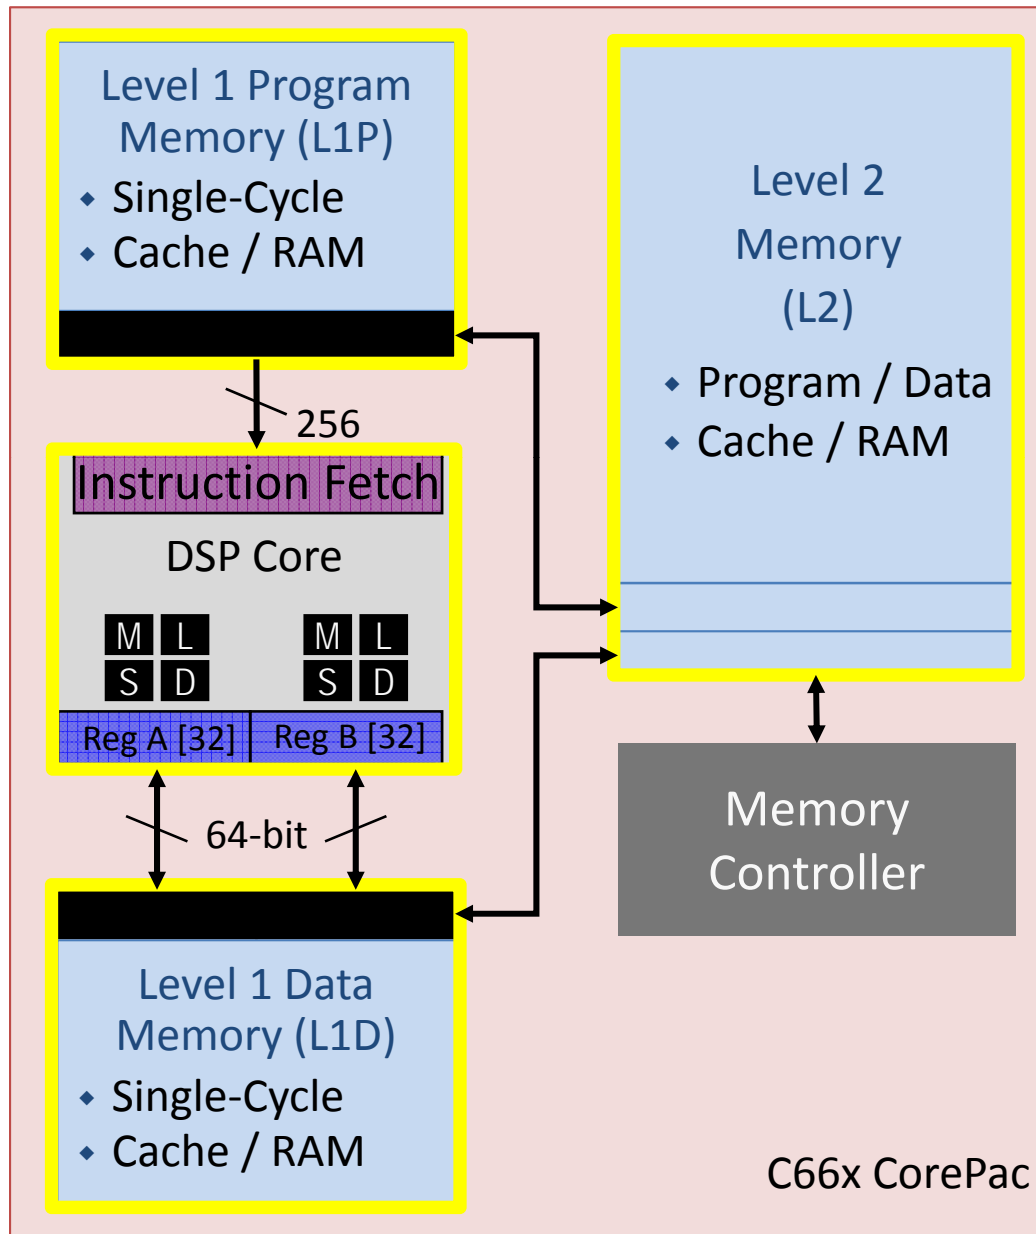 Level 1 Program
Memory (L1P)
◆ Single-Cycle
◆ Cache / RAM
256
Instruction Fetch
DSP Core
M L M L
S D S D
Reg A [32] Reg B [32]
64-bit
Level 1 Data
Memory (L1D)
◆ Single-Cycle
◆ Cache / RAM
Level 2
Memory
(L2)
◆ Program / Data
◆ Cache / RAM
Memory
Controller
C66x CorePac